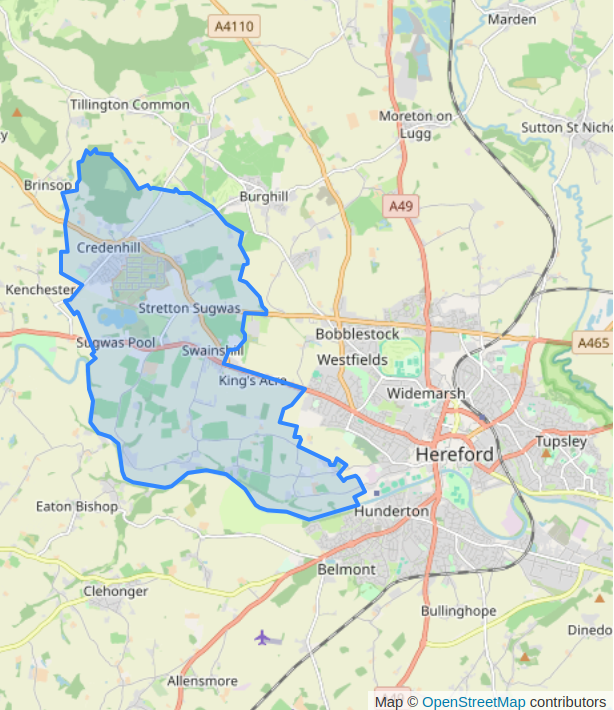 Marden
A4110
Tillington Common
Moreton on
Lugg
Sutton St Nicho
y
Brinsop
Burghill
A49
Credenhill
Kenchester
Stretton Sugwas
Bobblestock
A465
Sugwas Pool
Swainshill
Westfields
King's Acre
Widemarsh
Tupsley
Hereford
Eaton Bishop
Hunderton
Belmont
Clehonger
Bullinghope
Dinedo
Allensmore
A49
Map © OpenStreetMap contributors